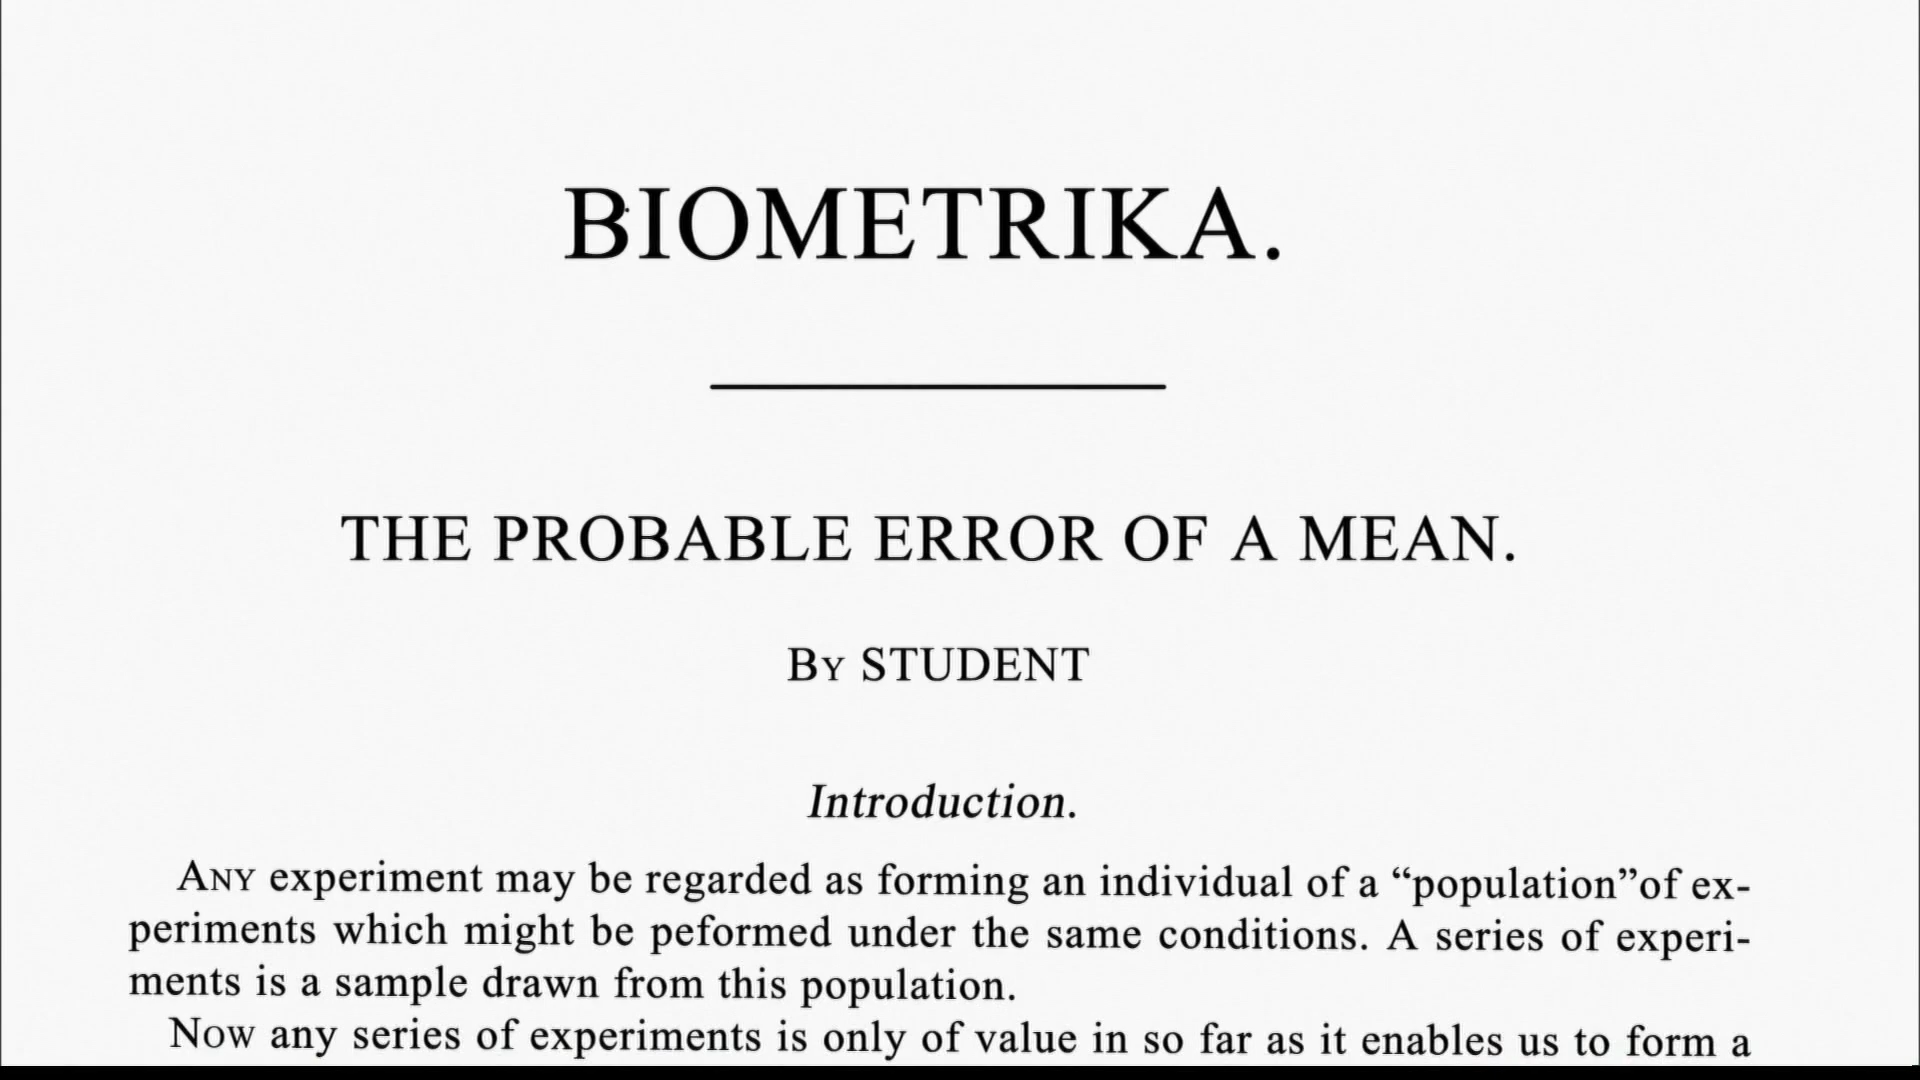 BIOMETRIKA.
THE PROBABLE ERROR OF A MEAN.
By STUDENT
Introduction.
Any experiment may be regarded as forming an individual of a “population”of ex-
periments which might be peformed under the same conditions. A series of experi-
ments is a sample drawn from this population.
Now any series of experiments is only of value in so far as it enables us to form a